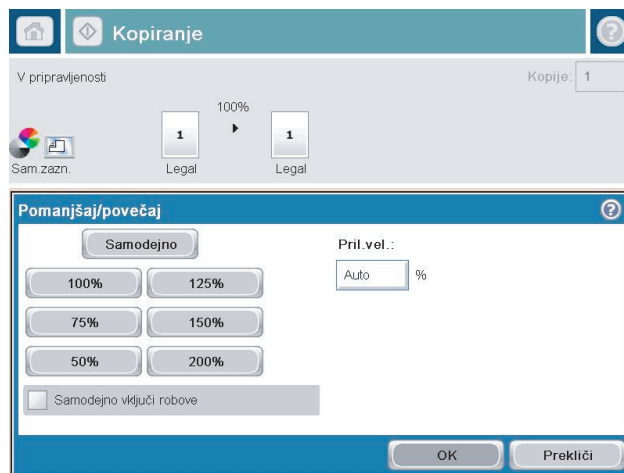 Kopiranje
?
V pripravljenosti
Kopije: 1
100%
1
1
Sam.zazn.
Legal
Legal
Pomanjšaj/povečaj
?
Samodejno
Pril.vel.:
100%
125%
Auto %
75%
150%
50%
200%
Samodejno vključi robove
OK
Prekliči